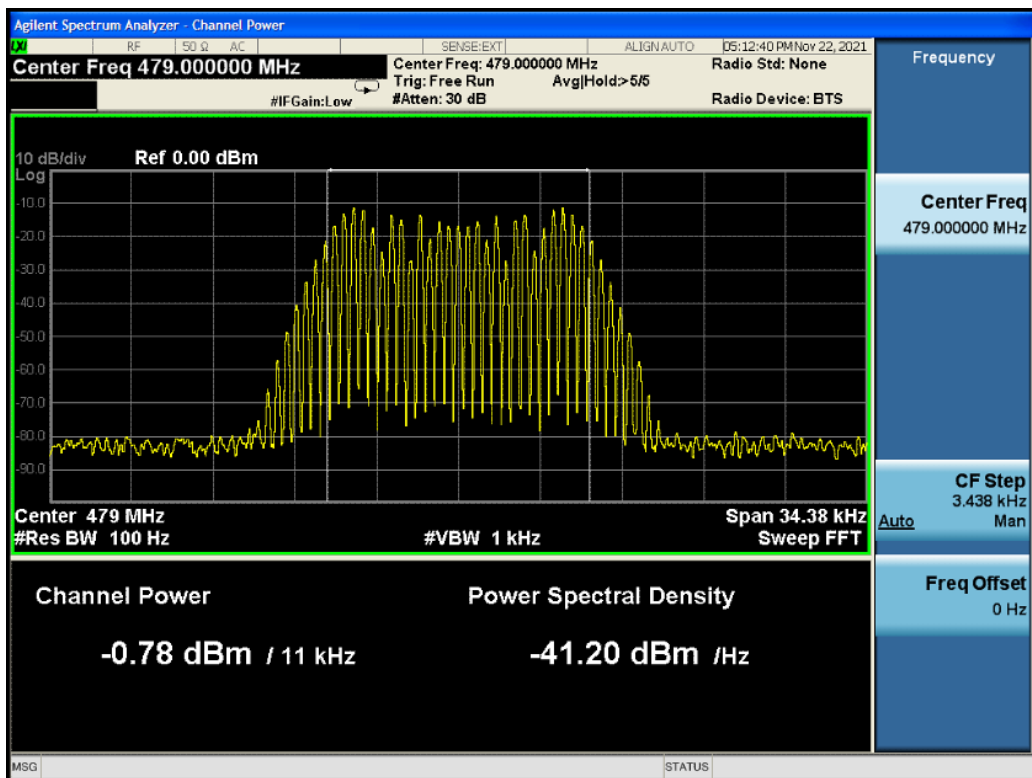 Agilent Spectrum Analyzer - Channel Power
LXI RF 50 Ω AC SENSE:EXT ALIGN AUTO 05:12:40 PM Nov 22, 2021
Center Freq 479.000000 MHz
Center Freq: 479.000000 MHz Radio Std: None
Trig: Free Run Avg|Hold:>5/5
#IFGain:Low #Atten: 30 dB Radio Device: BTS
10 dB/div Ref 0.00 dBm
Log
-10.0
-20.0
-30.0
-40.0
-50.0
-60.0
-70.0
-80.0
-90.0
Center 479 MHz Span 34.38 kHz
#Res BW 100 Hz #VBW 1 kHz Sweep FFT
Channel Power Power Spectral Density
-0.78 dBm / 11 kHz -41.20 dBm /Hz
Frequency
Center Freq
479.000000 MHz
CF Step
3.438 kHz
Auto Man
Freq Offset
0 Hz
MSG STATUS